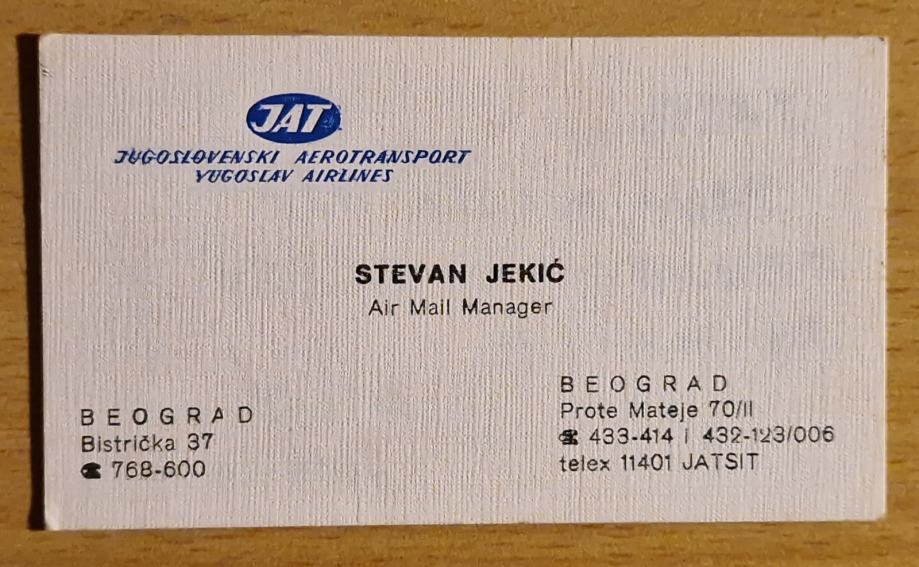 JAT
JUGOSLOVENSKI AEROTRANSPORT
YUGOSLAV AIRLINES
STEVAN JEKIĆ
Air Mail Manager
BEOGRAD
Bistrička 37
☎ 768-600
BEOGRAD
Prote Mateje 70/II
☎ 433-414 i 432-123/006
telex 11401 JATSIT